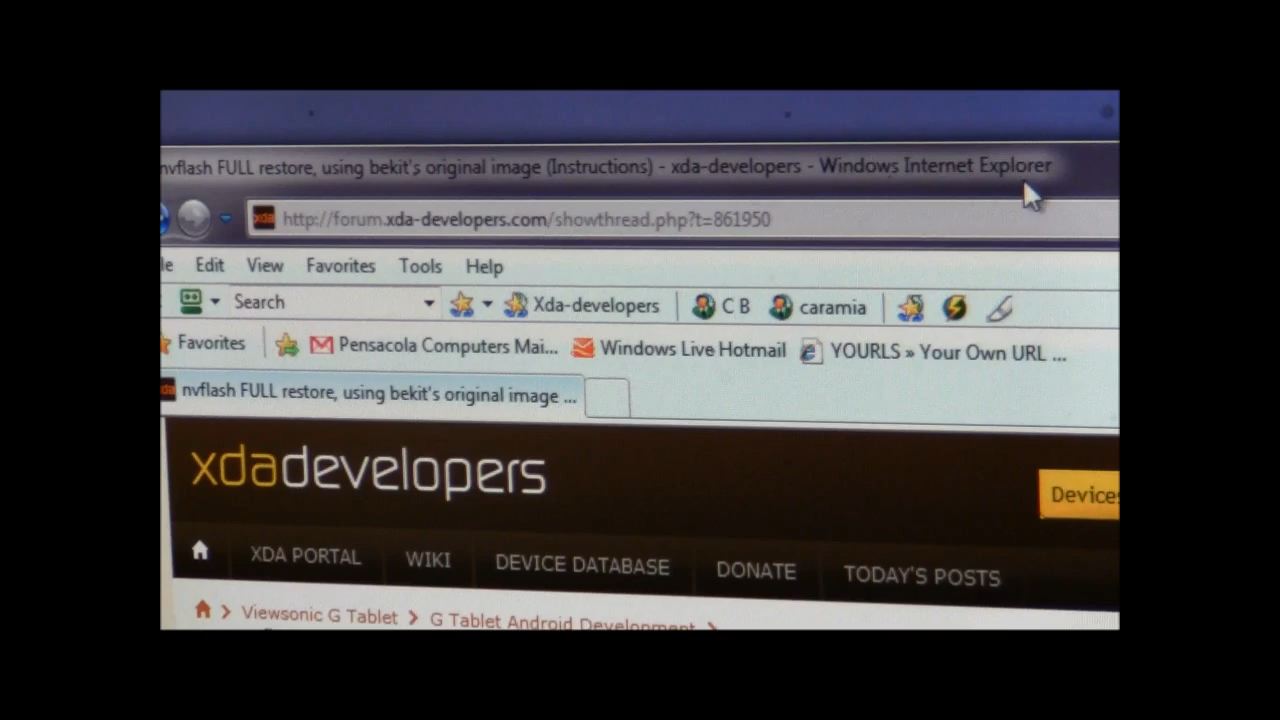 nvflash FULL restore, using bekit's original image (Instructions) - xda-developers - Windows Internet Explorer
xda http://forum.xda-developers.com/showthread.php?t=861950
le Edit View Favorites Tools Help
Search Xda-developers C B caramia
Favorites Pensacola Computers Mai... Windows Live Hotmail YOURLS » Your Own URL ...
nvflash FULL restore, using bekit's original image ...
xdadevelopers
Devices
XDA PORTAL WIKI DEVICE DATABASE DONATE TODAY'S POSTS
Viewsonic G Tablet G Tablet Android Development